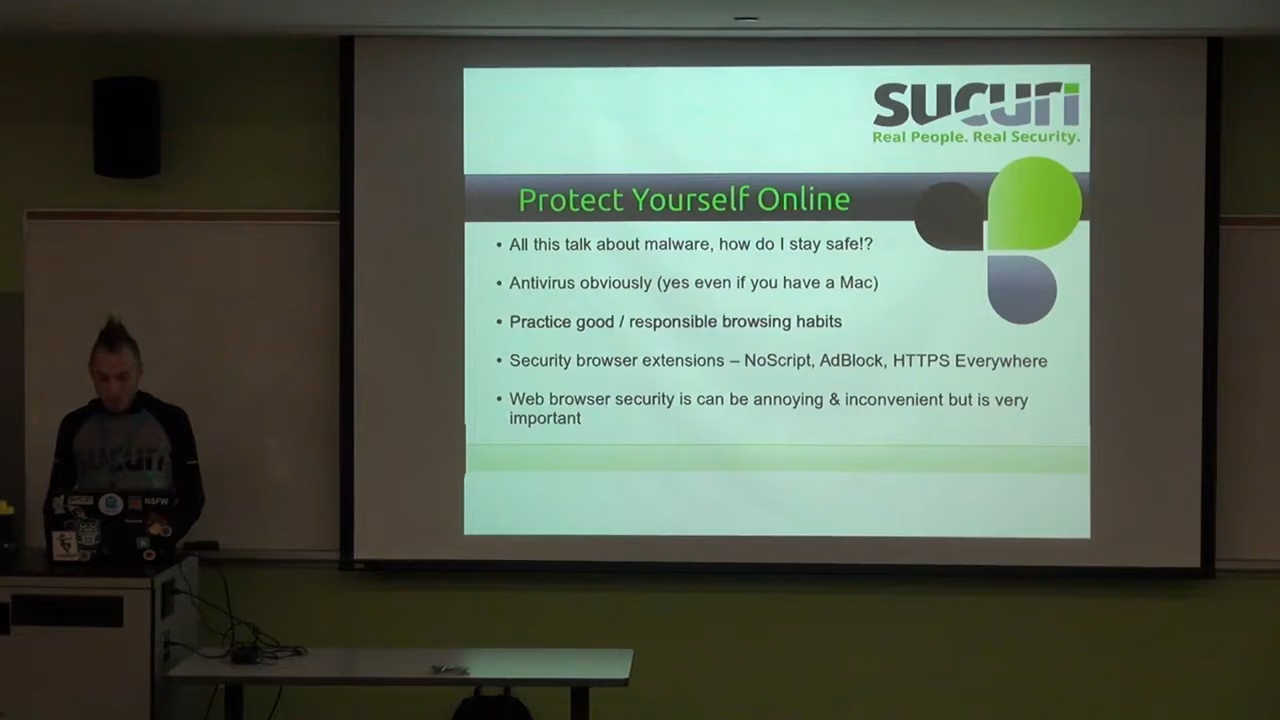 sucuri
Real People. Real Security.
Protect Yourself Online
• All this talk about malware, how do I stay safe!?
• Antivirus obviously (yes even if you have a Mac)
• Practice good / responsible browsing habits
• Security browser extensions – NoScript, AdBlock, HTTPS Everywhere
• Web browser security is can be annoying & inconvenient but is very
important
SUCURI
NSFW